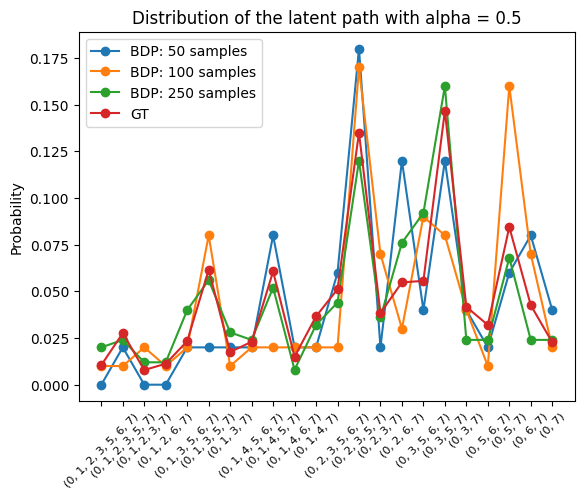 Distribution of the latent path with alpha = 0.5
BDP: 50 samples
BDP: 100 samples
BDP: 250 samples
GT
Probability
0.175
0.150
0.125
0.100
0.075
0.050
0.025
0.000
(0, 1, 2, 3, 5, 6, 7)
(0, 1, 2, 3, 5, 7)
(0, 1, 2, 3, 7)
(0, 1, 2, 6, 7)
(0, 1, 3, 5, 6, 7)
(0, 1, 3, 5, 7)
(0, 1, 3, 7)
(0, 1, 4, 5, 6, 7)
(0, 1, 4, 5, 7)
(0, 1, 4, 6, 7)
(0, 1, 4, 7)
(0, 2, 3, 5, 6, 7)
(0, 2, 3, 5, 7)
(0, 2, 3, 7)
(0, 2, 6, 7)
(0, 3, 5, 6, 7)
(0, 3, 5, 7)
(0, 3, 7)
(0, 5, 6, 7)
(0, 5, 7)
(0, 6, 7)
(0, 7)